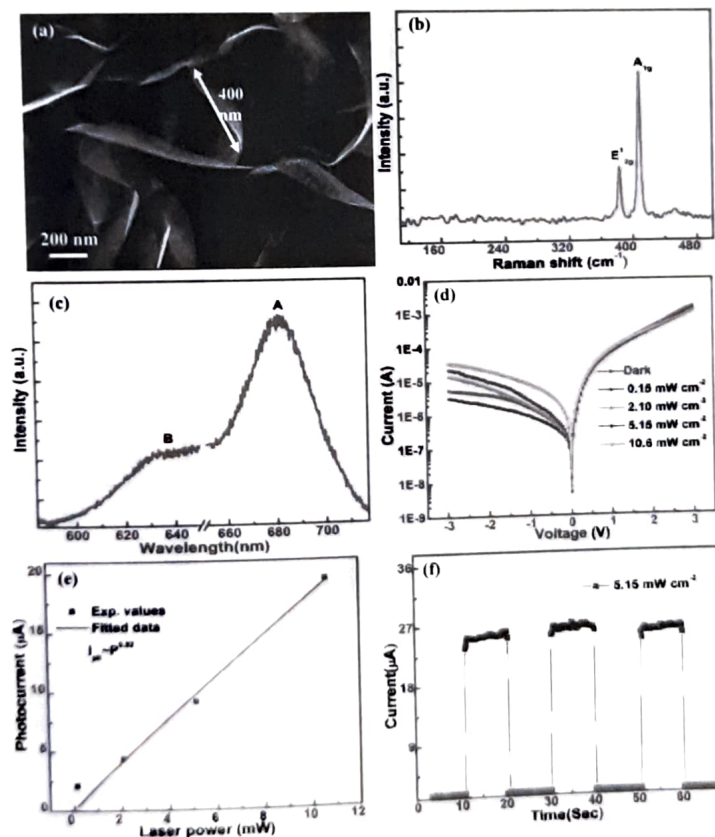 (a)
400
nm
200 nm
(b)
A1g
E12g
Intensity (a.u.)
160 240 320 400 480
Raman shift (cm-1)
(c)
A
B
Intensity (a.u.)
600 620 640 660 680 700
Wavelength(nm)
(d)
0.01
1E-3
1E-4
1E-5
1E-6
1E-7
1E-8
1E-9
Current (A)
Dark
0.15 mW cm-2
2.10 mW cm-2
5.15 mW cm-2
10.6 mW cm-2
-3 -2 -1 0 1 2 3
Voltage (V)
(e)
20
15
10
5
0
Photocurrent (μA)
Exp. values
Fitted data
0 2 4 6 8 10 12
Laser power (mW)
(f)
36
27
18
9
Current(μA)
5.15 mW cm-2
0 10 20 30 40 50 60
Time(Sec)